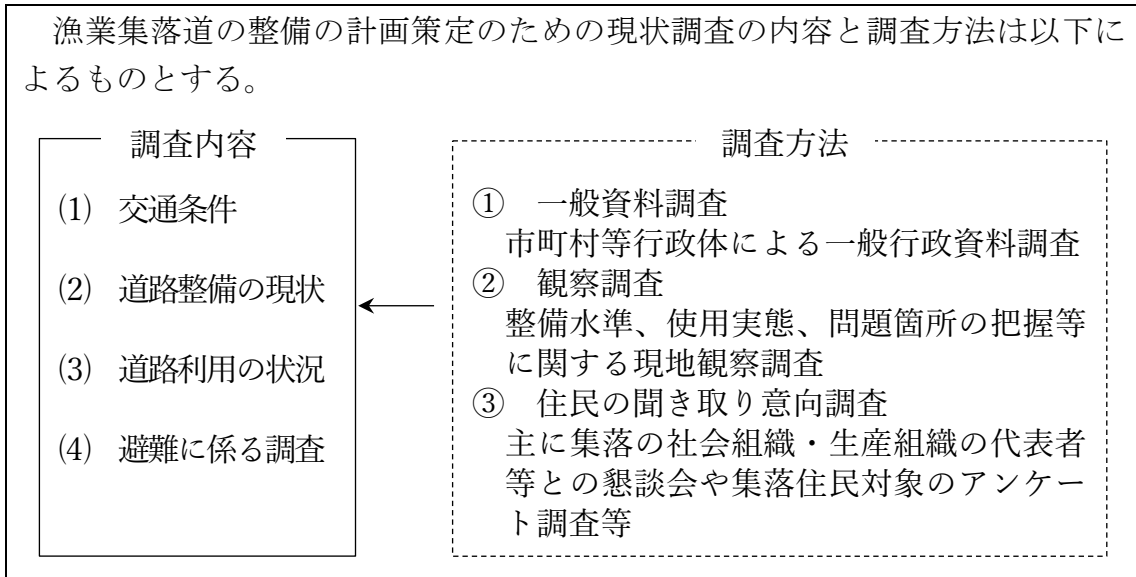 漁業集落道の整備の計画策定のための現状調査の内容と調査方法は以下に
よるものとする。
調査内容
(1) 交通条件
(2) 道路整備の現状
(3) 道路利用の状況
(4) 避難に係る調査
調査方法
① 一般資料調査
市町村等行政体による一般行政資料調査
② 観察調査
整備水準、使用実態、問題箇所の把握等
に関する現地観察調査
③ 住民の聞き取り意向調査
主に集落の社会組織・生産組織の代表者
等との懇談会や集落住民対象のアンケー
ト調査等